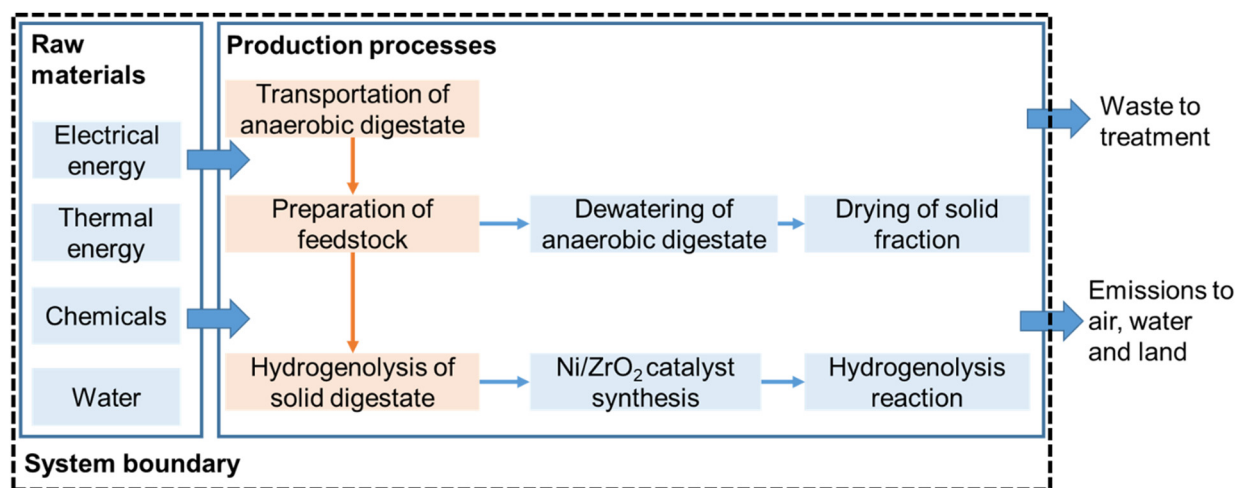 Raw
materials
Electrical
energy
Thermal
energy
Chemicals
Water
Production processes
Transportation of
anaerobic digestate
Preparation of
feedstock
Dewatering of
anaerobic digestate
Drying of solid
fraction
Hydrogenolysis of
solid digestate
Ni/ZrO₂ catalyst
synthesis
Hydrogenolysis
reaction
Waste to
treatment
Emissions to
air, water
and land
System boundary